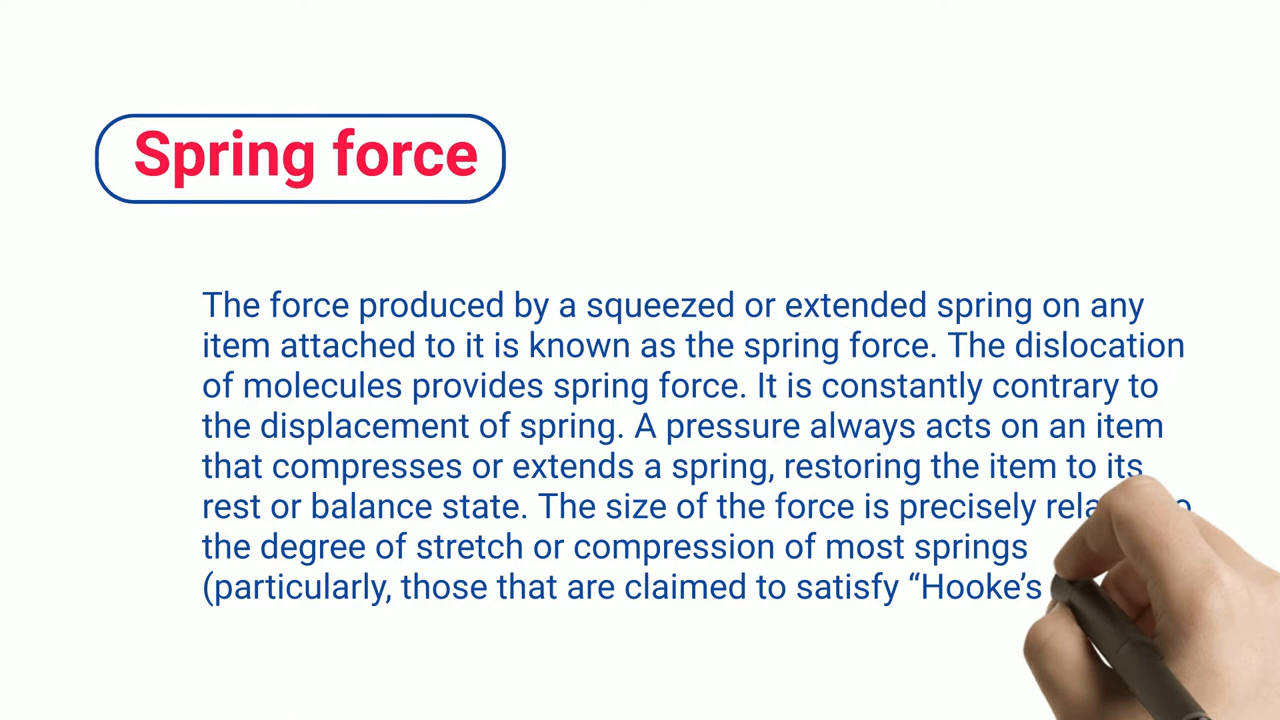 Spring force
The force produced by a squeezed or extended spring on any
item attached to it is known as the spring force. The dislocation
of molecules provides spring force. It is constantly contrary to
the displacement of spring. A pressure always acts on an item
that compresses or extends a spring, restoring the item to its
rest or balance state. The size of the force is precisely
the degree of stretch or compression of most springs
(particularly, those that are claimed to satisfy “Hooke’s